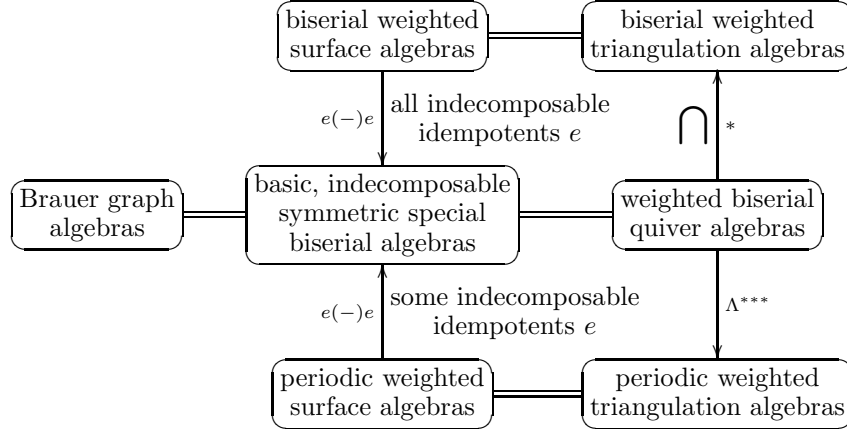 biserial weighted
surface algebras
biserial weighted
triangulation algebras
e(−)e
all indecomposable
idempotents e
⋂
*
Brauer graph
algebras
basic, indecomposable
symmetric special
biserial algebras
weighted biserial
quiver algebras
e(−)e
some indecomposable
idempotents e
Λ***
periodic weighted
surface algebras
periodic weighted
triangulation algebras